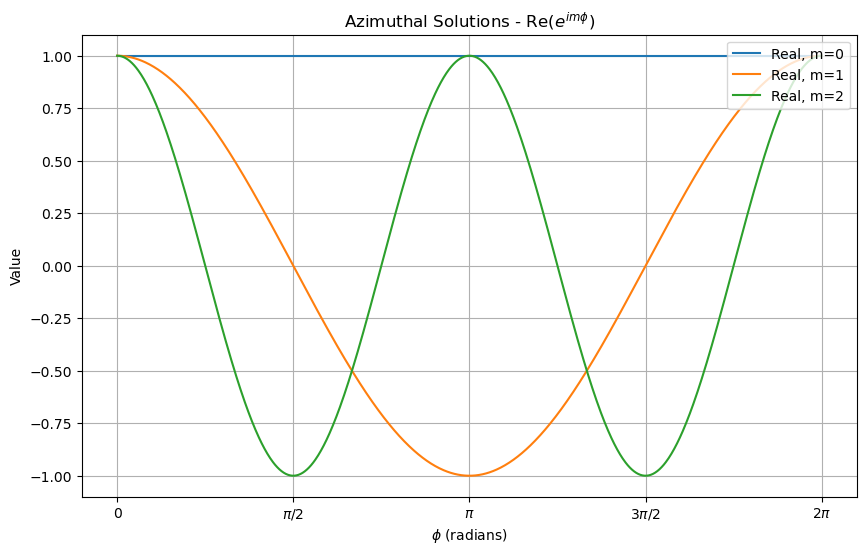 Azimuthal Solutions - Re(e^{imϕ})
Real, m=0
Real, m=1
Real, m=2
1.00
0.75
0.50
0.25
0.00
−0.25
−0.50
−0.75
−1.00
Value
0 π/2 π 3π/2 2π
ϕ (radians)